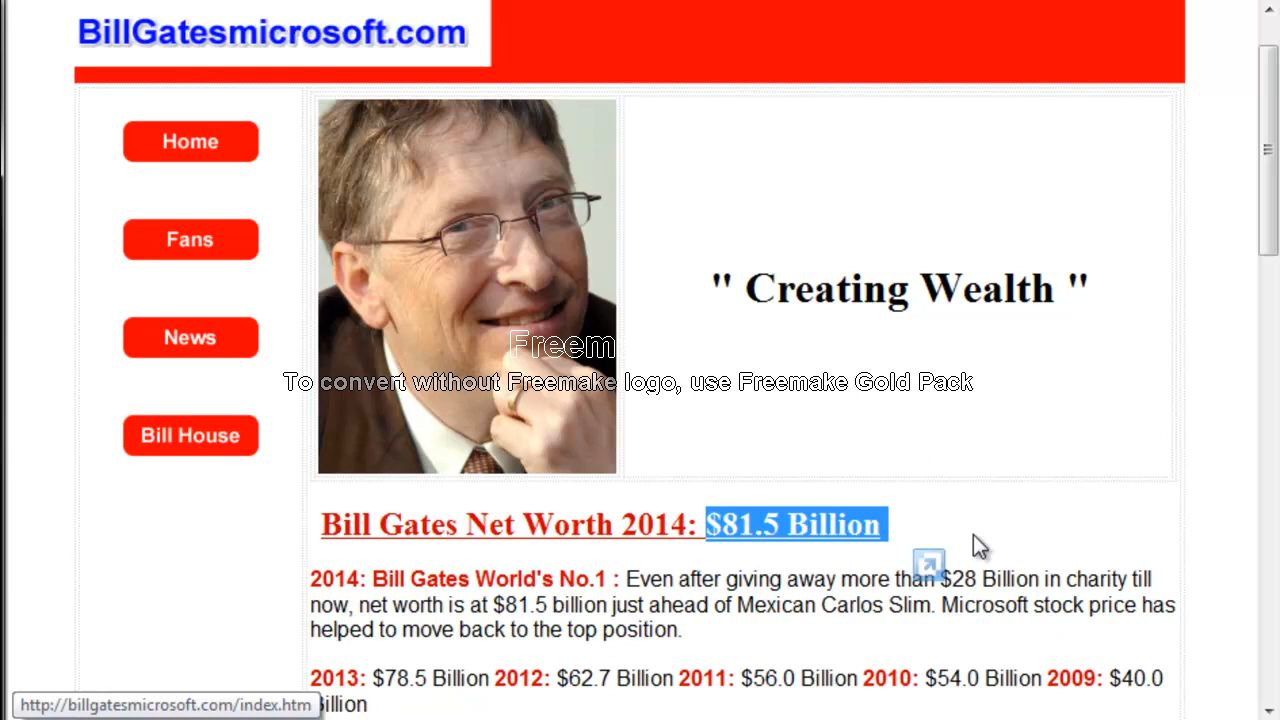 BillGatesmicrosoft.com
Home
Fans
News
Bill House
" Creating Wealth "
Freem
To convert without Freemake logo, use Freemake Gold Pack
Bill Gates Net Worth 2014: $81.5 Billion
2014: Bill Gates World's No.1 : Even after giving away more than $28 Billion in charity till
now, net worth is at $81.5 billion just ahead of Mexican Carlos Slim. Microsoft stock price has
helped to move back to the top position.
2013: $78.5 Billion 2012: $62.7 Billion 2011: $56.0 Billion 2010: $54.0 Billion 2009: $40.0
Billion
http://billgatesmicrosoft.com/index.htm